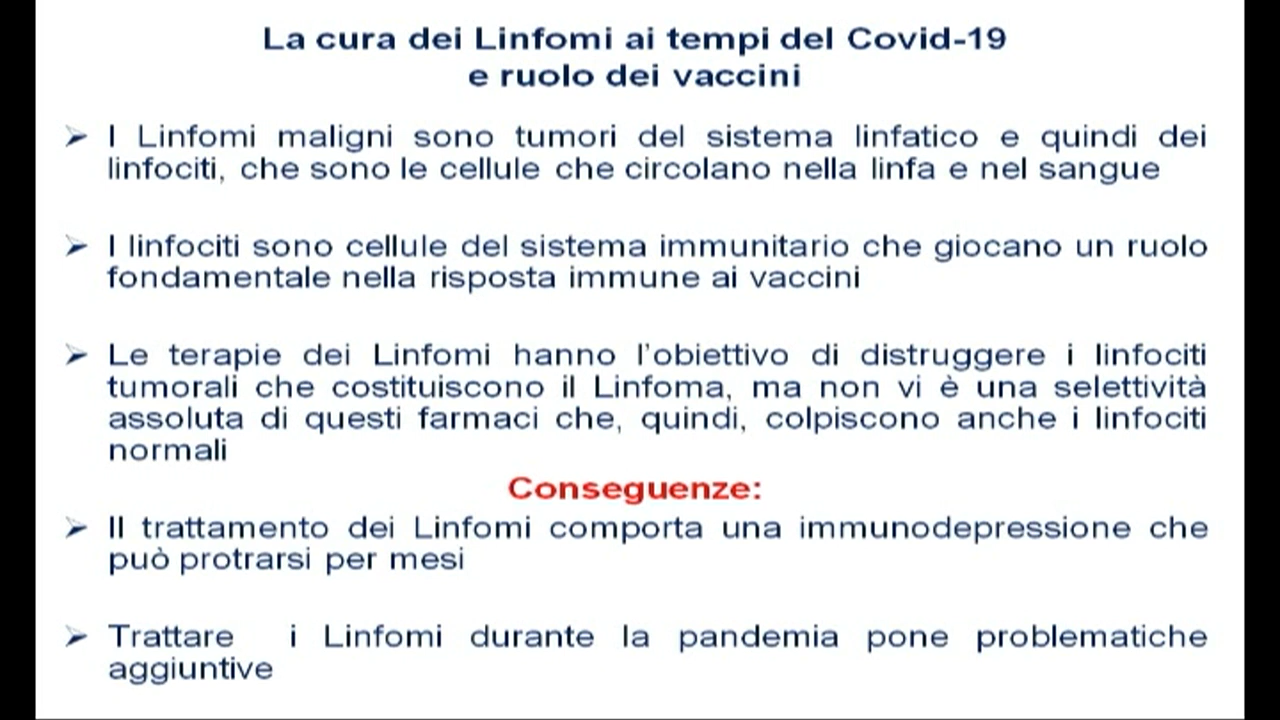 La cura dei Linfomi ai tempi del Covid-19
e ruolo dei vaccini
➢ I Linfomi maligni sono tumori del sistema linfatico e quindi dei
linfociti, che sono le cellule che circolano nella linfa e nel sangue
➢ I linfociti sono cellule del sistema immunitario che giocano un ruolo
fondamentale nella risposta immune ai vaccini
➢ Le terapie dei Linfomi hanno l'obiettivo di distruggere i linfociti
tumorali che costituiscono il Linfoma, ma non vi è una selettività
assoluta di questi farmaci che, quindi, colpiscono anche i linfociti
normali
Conseguenze:
➢ Il trattamento dei Linfomi comporta una immunodepressione che
può protrarsi per mesi
➢ Trattare i Linfomi durante la pandemia pone problematiche
aggiuntive